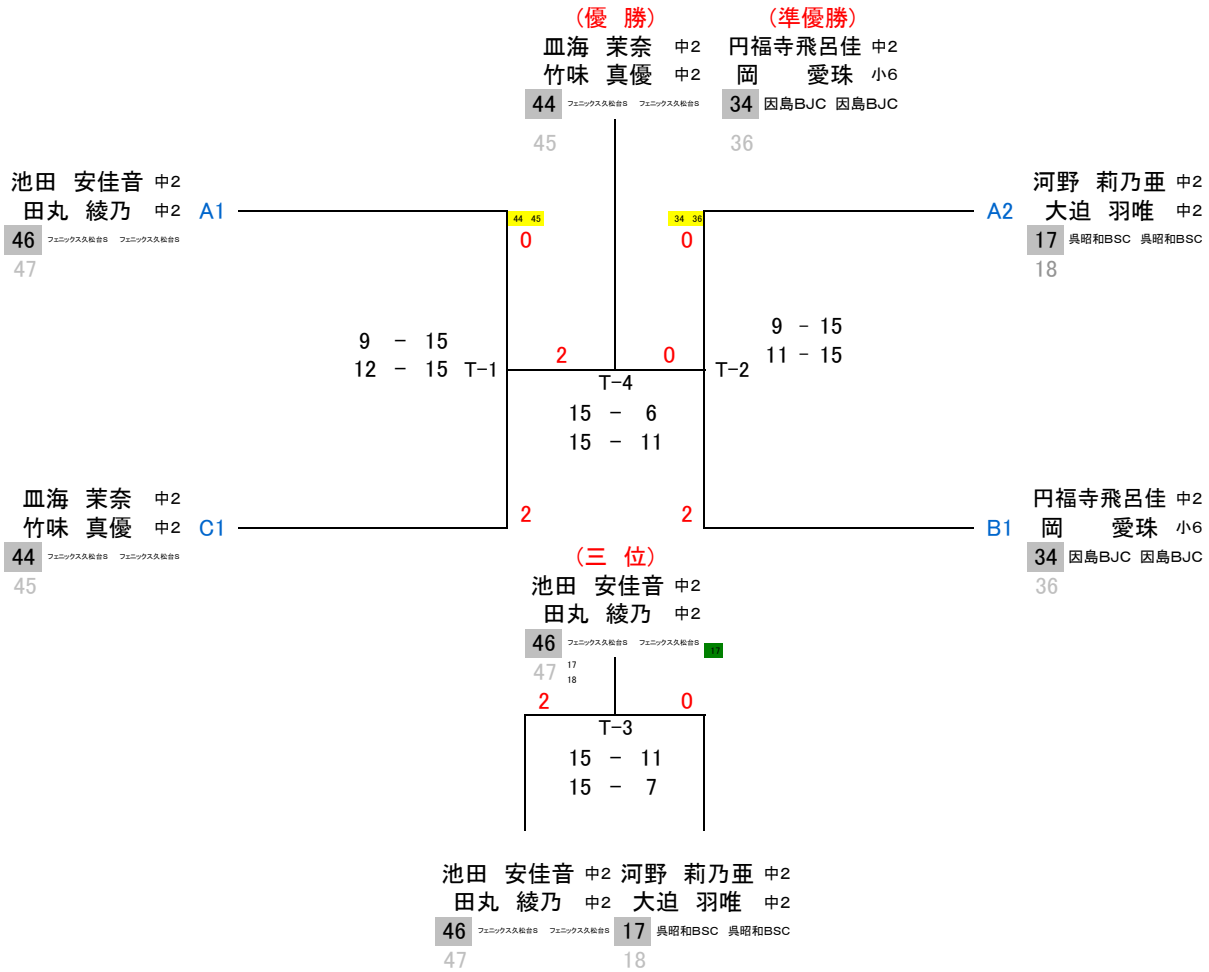 (優 勝) (準優勝)
皿海 茉奈 中2 円福寺飛呂佳 中2
竹味 真優 中2 岡 愛珠 小6
44 フェニックス久松台S フェニックス久松台S 34 因島BJC 因島BJC
45 36
池田 安佳音 中2
田丸 綾乃 中2 A1
46 フェニックス久松台S フェニックス久松台S
47
河野 莉乃亜 中2
A2 大迫 羽唯 中2
17 呉昭和BSC 呉昭和BSC
18
44 45 34 36
0 0
9 - 15
12 - 15 T-1
9 - 15
11 - 15
T-2
2 0
T-4
15 - 6
15 - 11
皿海 茉奈 中2
竹味 真優 中2 C1
44 フェニックス久松台S フェニックス久松台S
45
2 2
円福寺飛呂佳 中2
B1 岡 愛珠 小6
34 因島BJC 因島BJC
36
(三 位)
池田 安佳音 中2
田丸 綾乃 中2
46 フェニックス久松台S フェニックス久松台S 17
47 17
18
2 0
T-3
15 - 11
15 - 7
池田 安佳音 中2 河野 莉乃亜 中2
田丸 綾乃 中2 大迫 羽唯 中2
46 フェニックス久松台S フェニックス久松台S 17 呉昭和BSC 呉昭和BSC
47 18